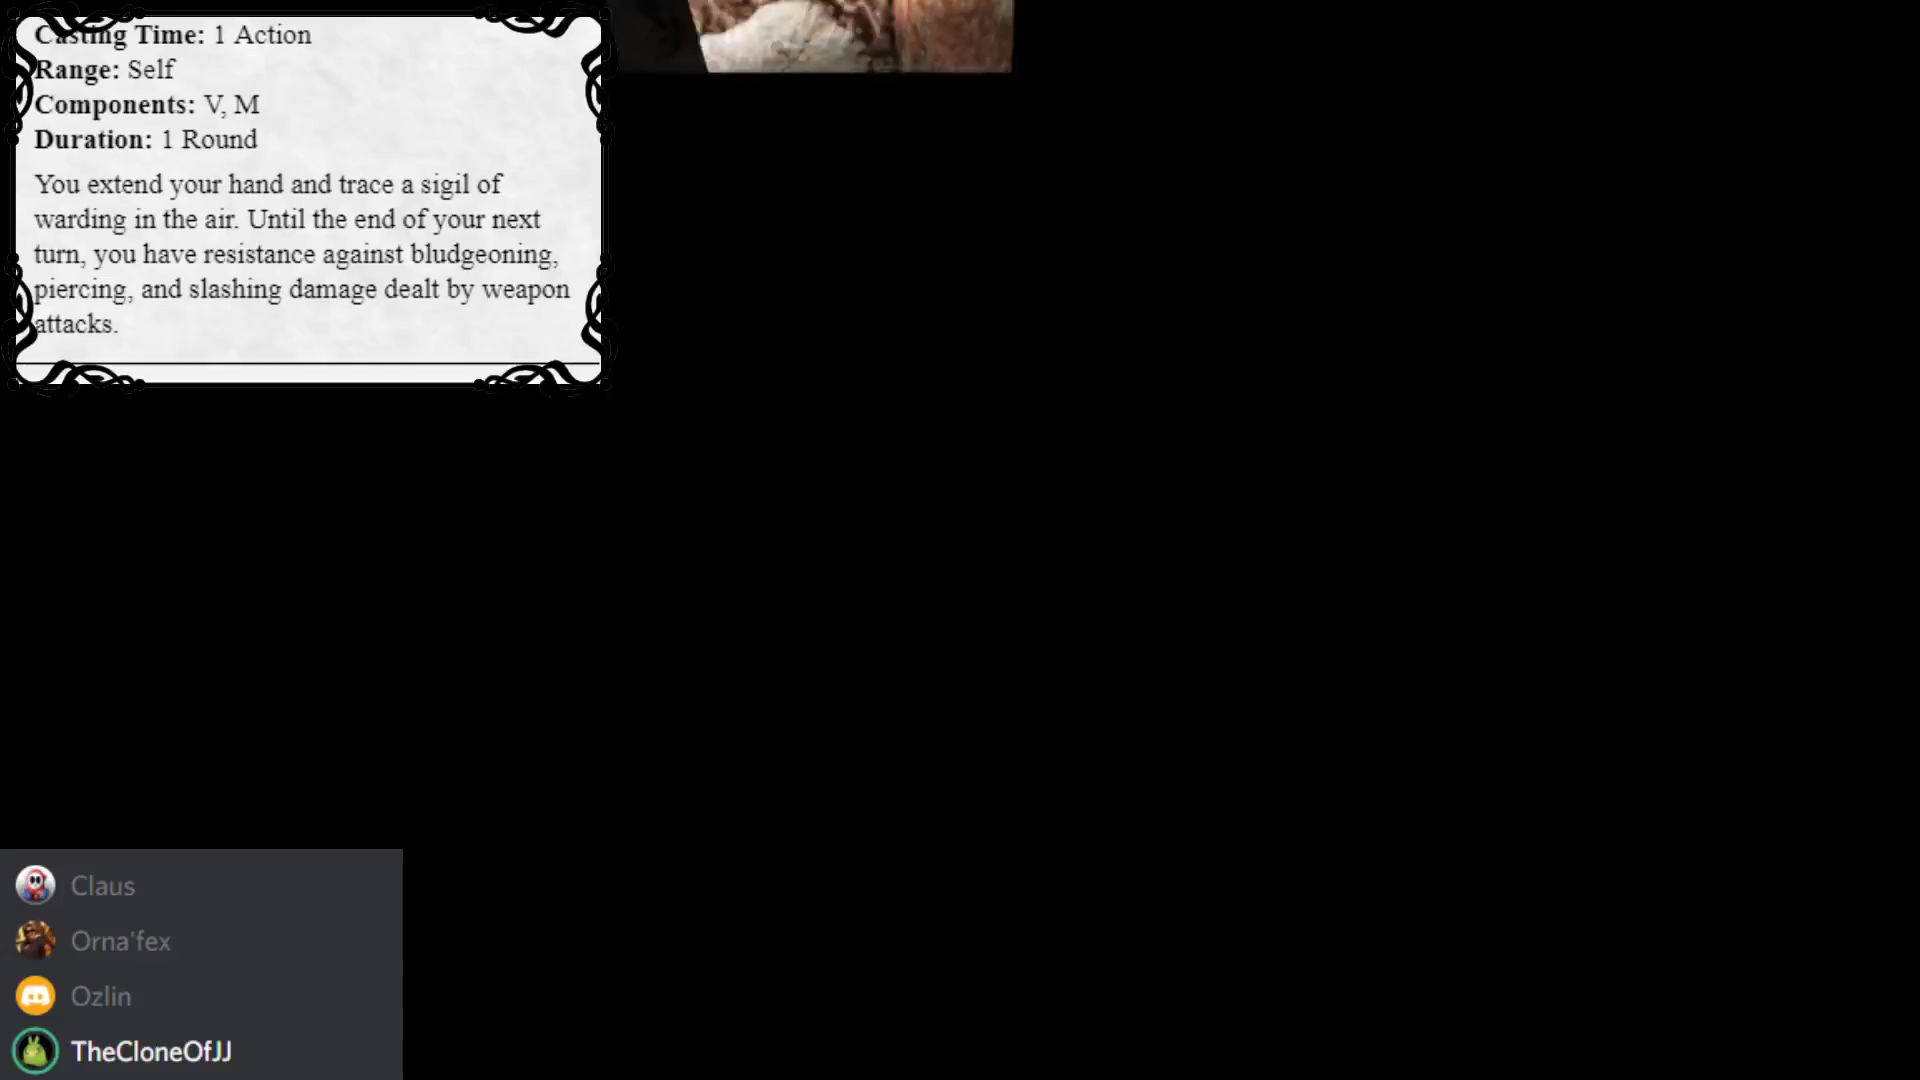 Casting Time: 1 Action
Range: Self
Components: V, M
Duration: 1 Round
You extend your hand and trace a sigil of
warding in the air. Until the end of your next
turn, you have resistance against bludgeoning,
piercing, and slashing damage dealt by weapon
attacks.
Claus
Orna'fex
Ozlin
TheCloneOfJJ